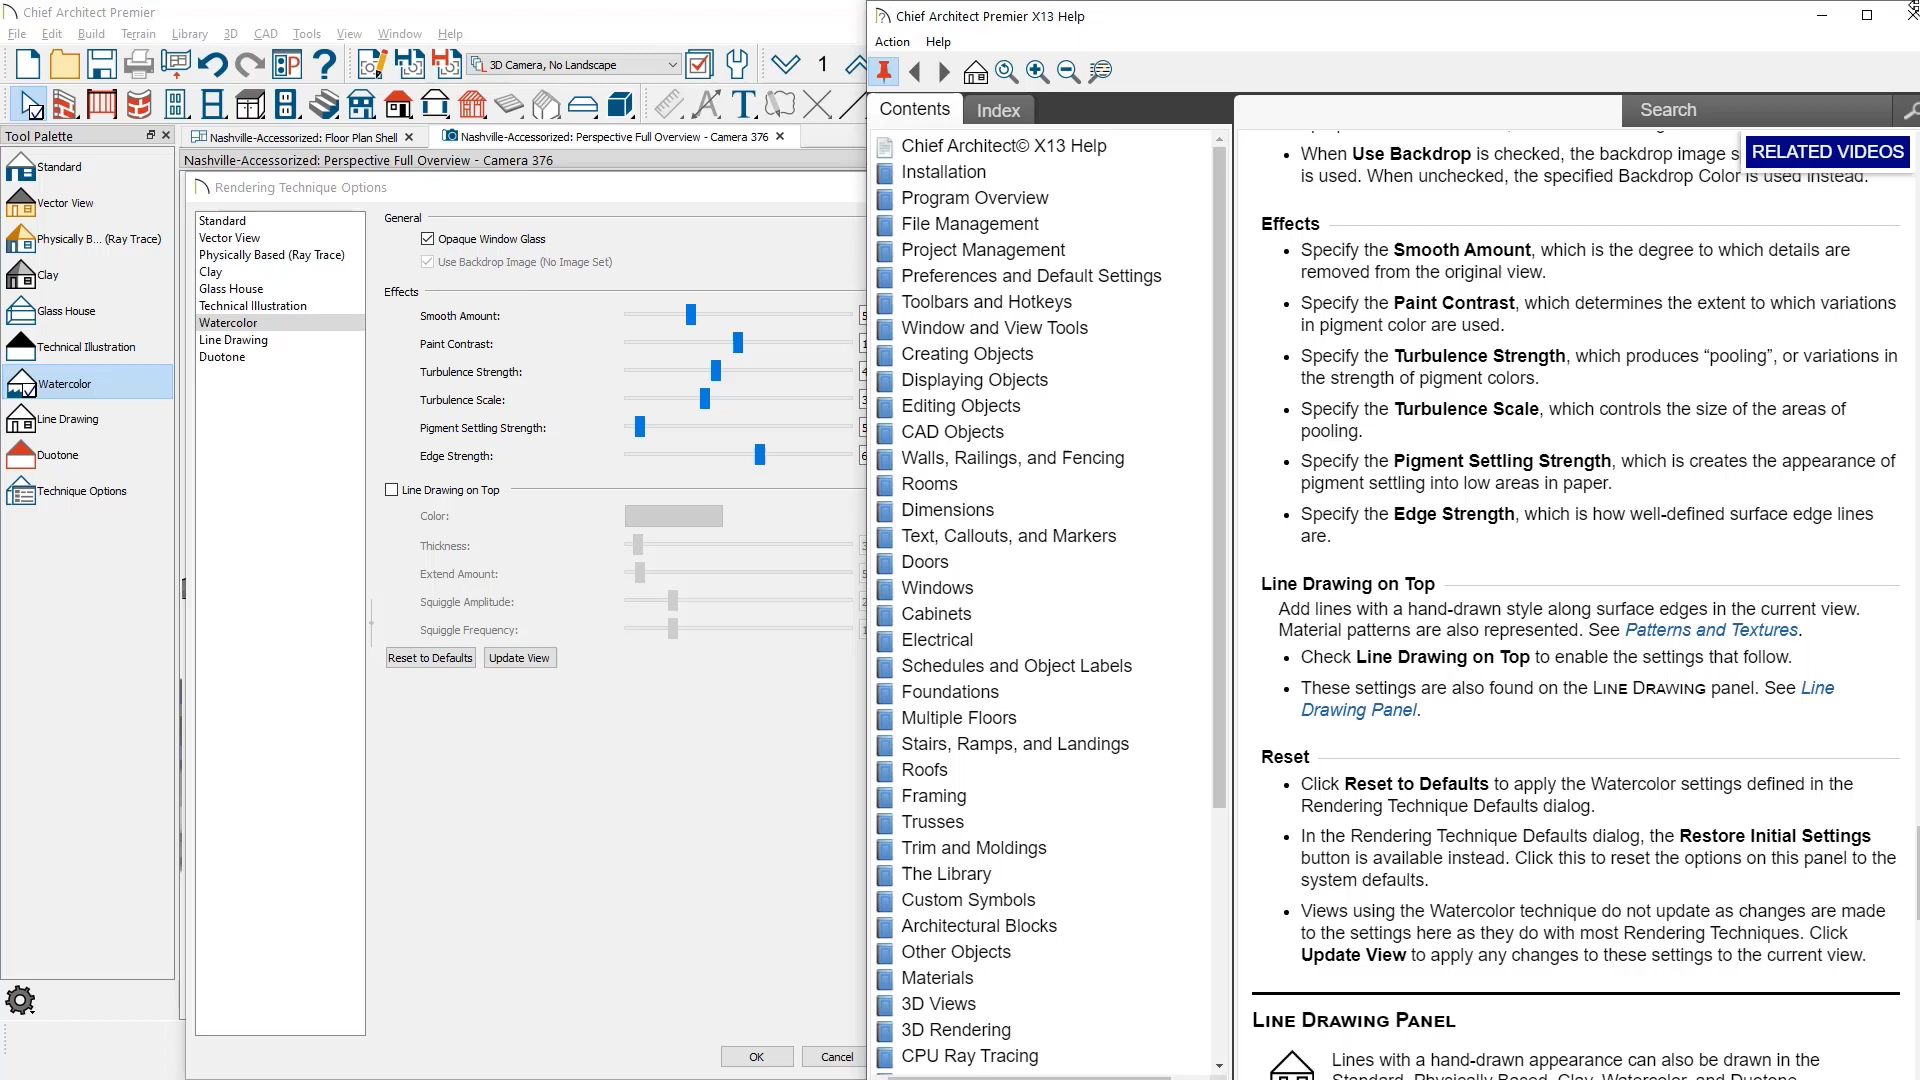 Chief Architect Premier
File Edit Build Terrain Library 3D CAD Tools View Window Help
3D Camera, No Landscape
1
Tool Palette
Standard
Vector View
Physically B... (Ray Trace)
Clay
Glass House
Technical Illustration
Watercolor
Line Drawing
Duotone
Technique Options
Nashville-Accessorized: Floor Plan Shell
Nashville-Accessorized: Perspective Full Overview - Camera 376
Nashville-Accessorized: Perspective Full Overview - Camera 376
Rendering Technique Options
Standard
Vector View
Physically Based (Ray Trace)
Clay
Glass House
Technical Illustration
Watercolor
Line Drawing
Duotone
General
Opaque Window Glass
Use Backdrop Image (No Image Set)
Effects
Smooth Amount:
Paint Contrast:
Turbulence Strength:
Turbulence Scale:
Pigment Settling Strength:
Edge Strength:
Line Drawing on Top
Color:
Thickness:
Extend Amount:
Squiggle Amplitude:
Squiggle Frequency:
Reset to Defaults Update View
OK Cancel
Chief Architect Premier X13 Help
Action Help
Contents Index
Search
Chief Architect© X13 Help
Installation
Program Overview
File Management
Project Management
Preferences and Default Settings
Toolbars and Hotkeys
Window and View Tools
Creating Objects
Displaying Objects
Editing Objects
CAD Objects
Walls, Railings, and Fencing
Rooms
Dimensions
Text, Callouts, and Markers
Doors
Windows
Cabinets
Electrical
Schedules and Object Labels
Foundations
Multiple Floors
Stairs, Ramps, and Landings
Roofs
Framing
Trusses
Trim and Moldings
The Library
Custom Symbols
Architectural Blocks
Other Objects
Materials
3D Views
3D Rendering
CPU Ray Tracing
RELATED VIDEOS
• When Use Backdrop is checked, the backdrop image s
is used. When unchecked, the specified Backdrop Color is used instead.
Effects
• Specify the Smooth Amount, which is the degree to which details are
removed from the original view.
• Specify the Paint Contrast, which determines the extent to which variations
in pigment color are used.
• Specify the Turbulence Strength, which produces “pooling”, or variations in
the strength of pigment colors.
• Specify the Turbulence Scale, which controls the size of the areas of
pooling.
• Specify the Pigment Settling Strength, which is creates the appearance of
pigment settling into low areas in paper.
• Specify the Edge Strength, which is how well-defined surface edge lines
are.
Line Drawing on Top
Add lines with a hand-drawn style along surface edges in the current view.
Material patterns are also represented. See Patterns and Textures.
• Check Line Drawing on Top to enable the settings that follow.
• These settings are also found on the LINE DRAWING panel. See Line
Drawing Panel.
Reset
• Click Reset to Defaults to apply the Watercolor settings defined in the
Rendering Technique Defaults dialog.
• In the Rendering Technique Defaults dialog, the Restore Initial Settings
button is available instead. Click this to reset the options on this panel to the
system defaults.
• Views using the Watercolor technique do not update as changes are made
to the settings here as they do with most Rendering Techniques. Click
Update View to apply any changes to these settings to the current view.
LINE DRAWING PANEL
Lines with a hand-drawn appearance can also be drawn in the
Standard, Physically Based, Clay, Watercolor, and Duotone